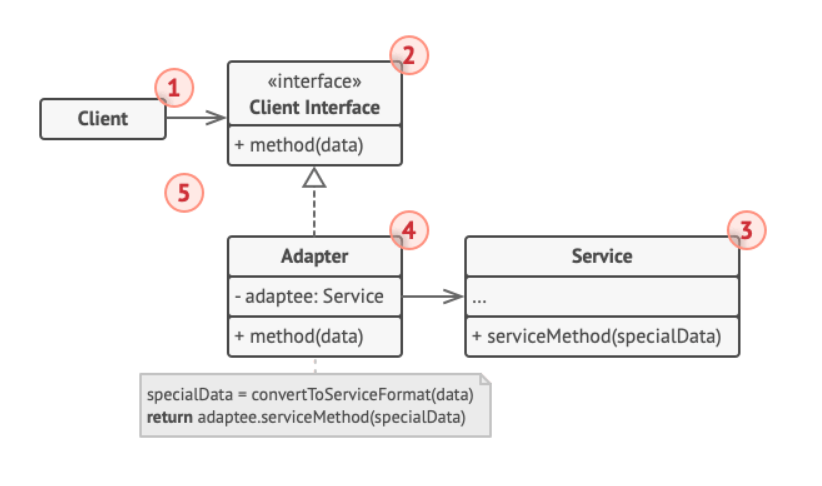 1
2
«interface»
Client Interface
Client
+ method(data)
5
4
3
Adapter
- adaptee: Service
+ method(data)
Service
...
+ serviceMethod(specialData)
specialData = convertToServiceFormat(data)
return adaptee.serviceMethod(specialData)